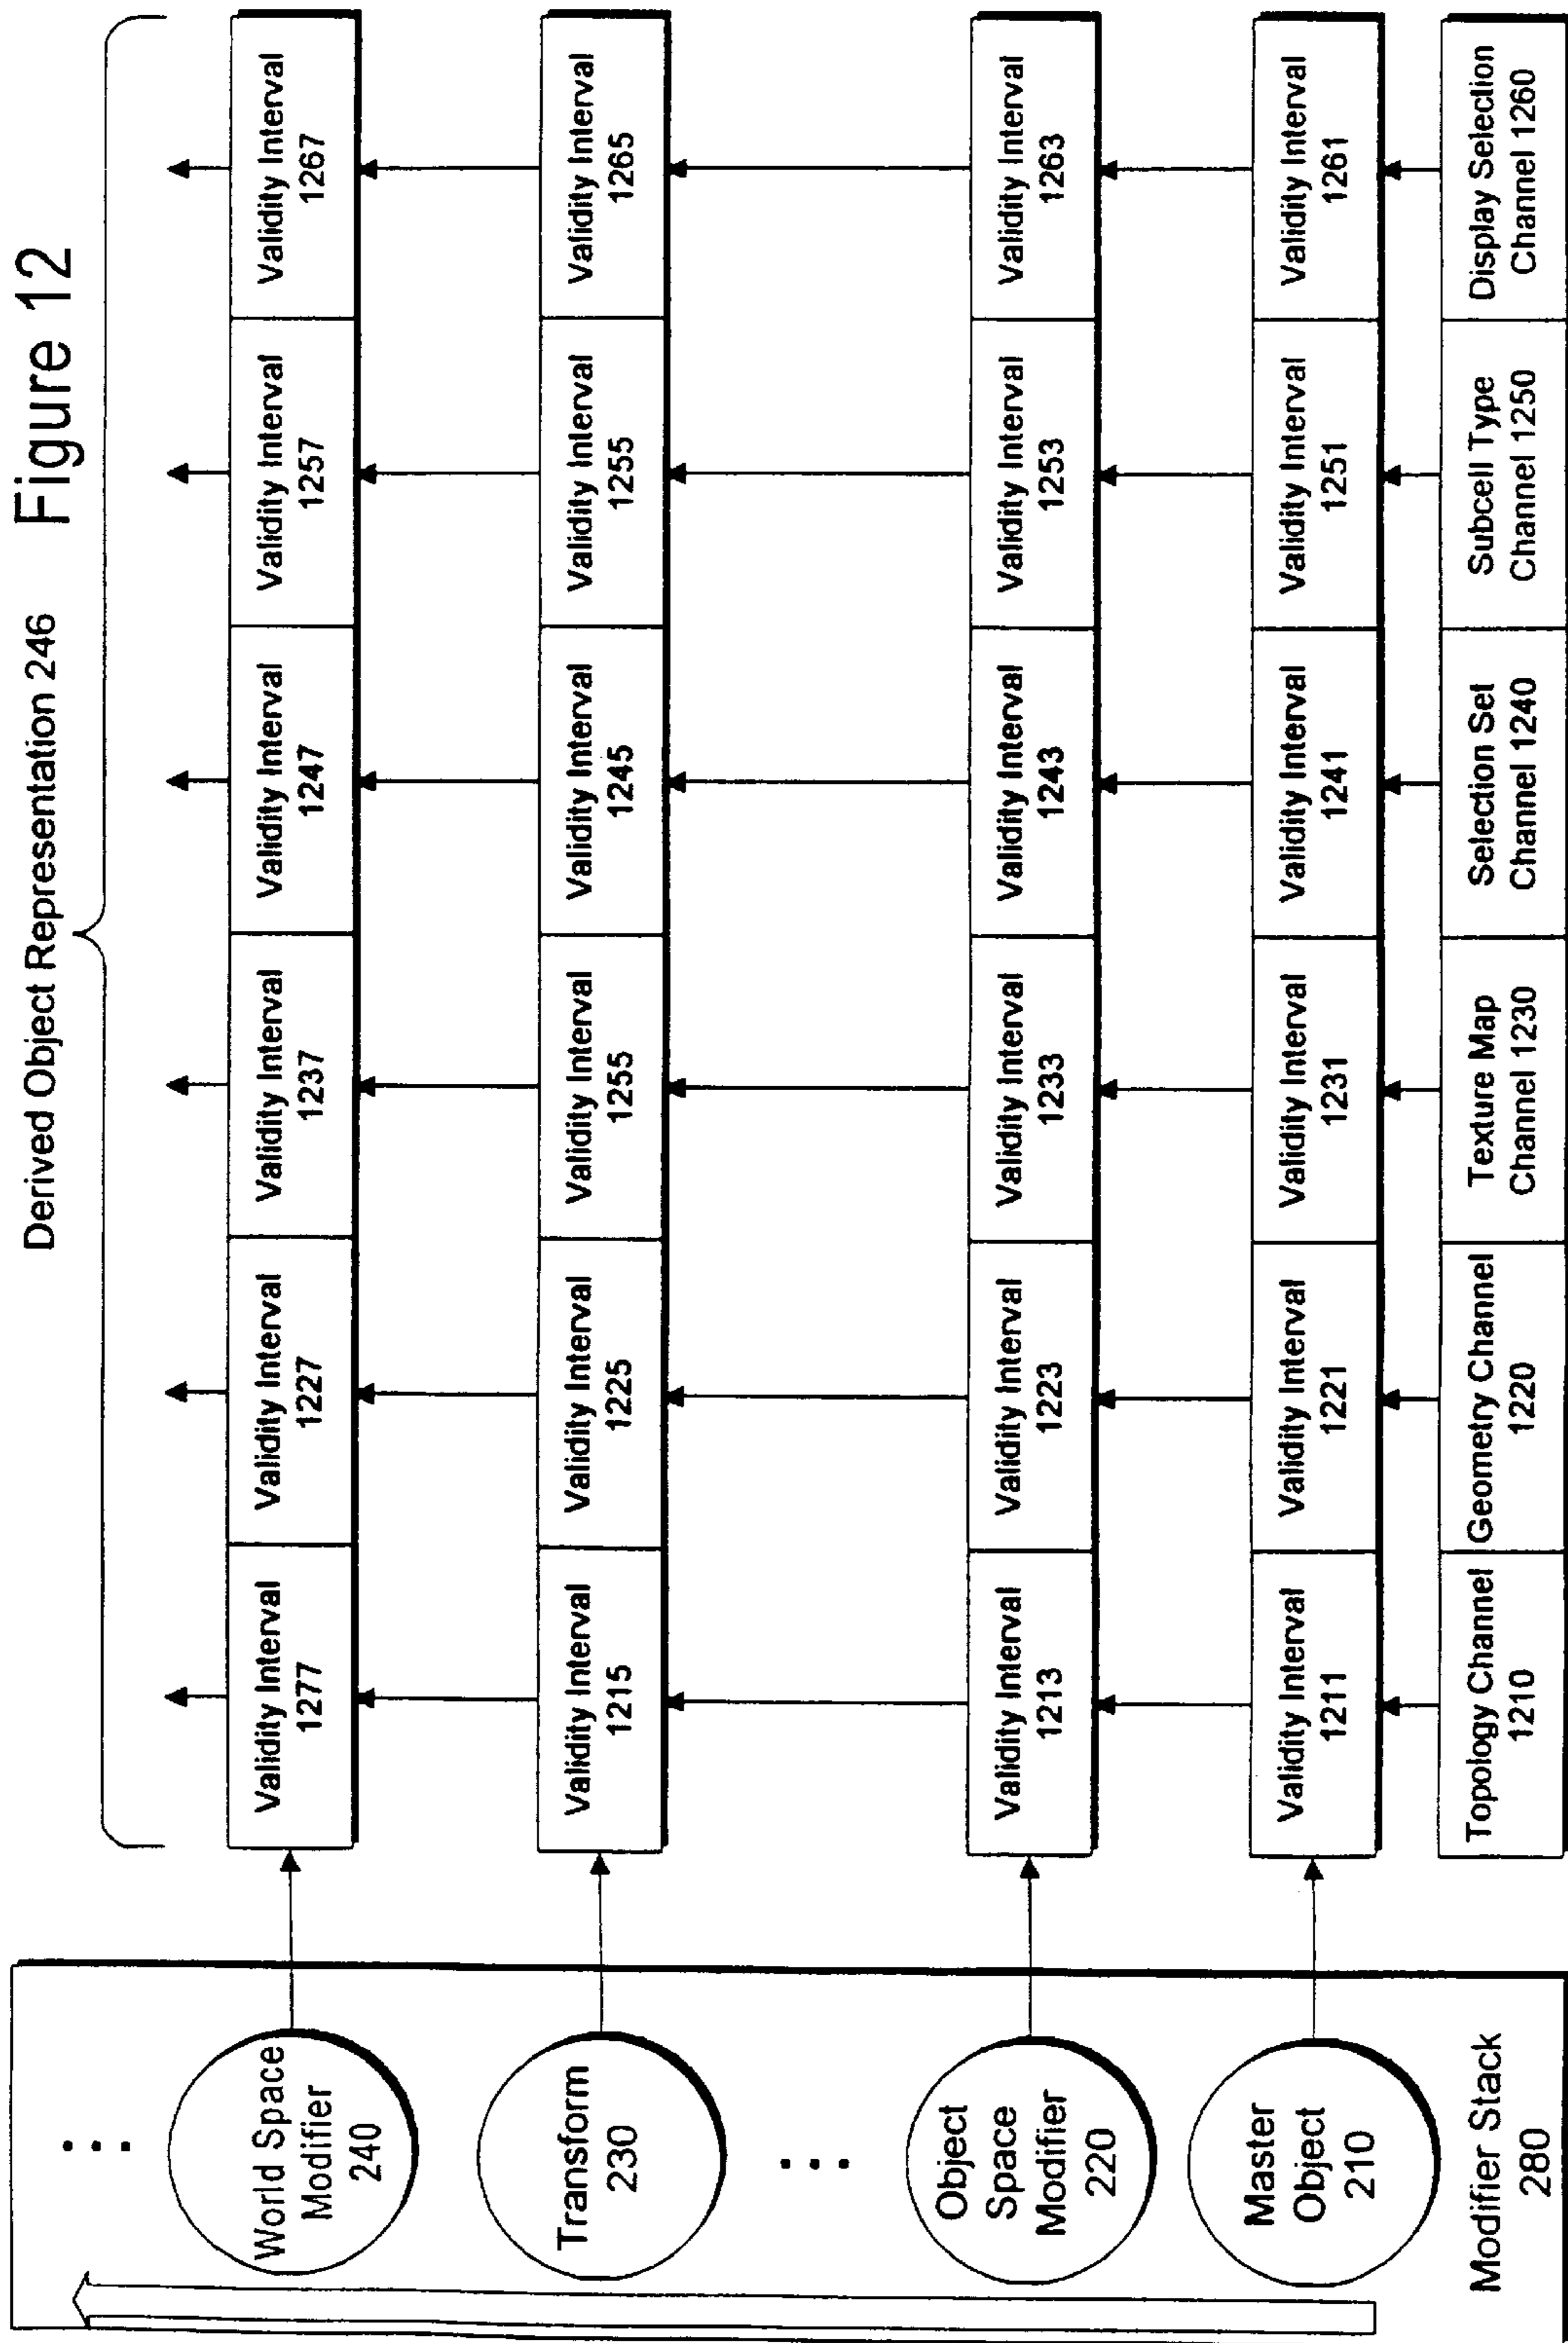 Figure 12
Derived Object Representation 246
World Space
Modifier
240
Validity Interval
1277
Validity Interval
1227
Validity Interval
1237
Validity Interval
1247
Validity Interval
1257
Validity Interval
1267
Transform
230
Validity Interval
1215
Validity Interval
1225
Validity Interval
1255
Validity Interval
1245
Validity Interval
1255
Validity Interval
1265
Object
Space
Modifier
220
Validity Interval
1213
Validity Interval
1223
Validity Interval
1233
Validity Interval
1243
Validity Interval
1253
Validity Interval
1263
Master
Object
210
Validity Interval
1211
Validity Interval
1221
Validity Interval
1231
Validity Interval
1241
Validity Interval
1251
Validity Interval
1261
Modifier Stack
280
Topology Channel
1210
Geometry Channel
1220
Texture Map
Channel 1230
Selection Set
Channel 1240
Subcell Type
Channel 1250
Display Selection
Channel 1260